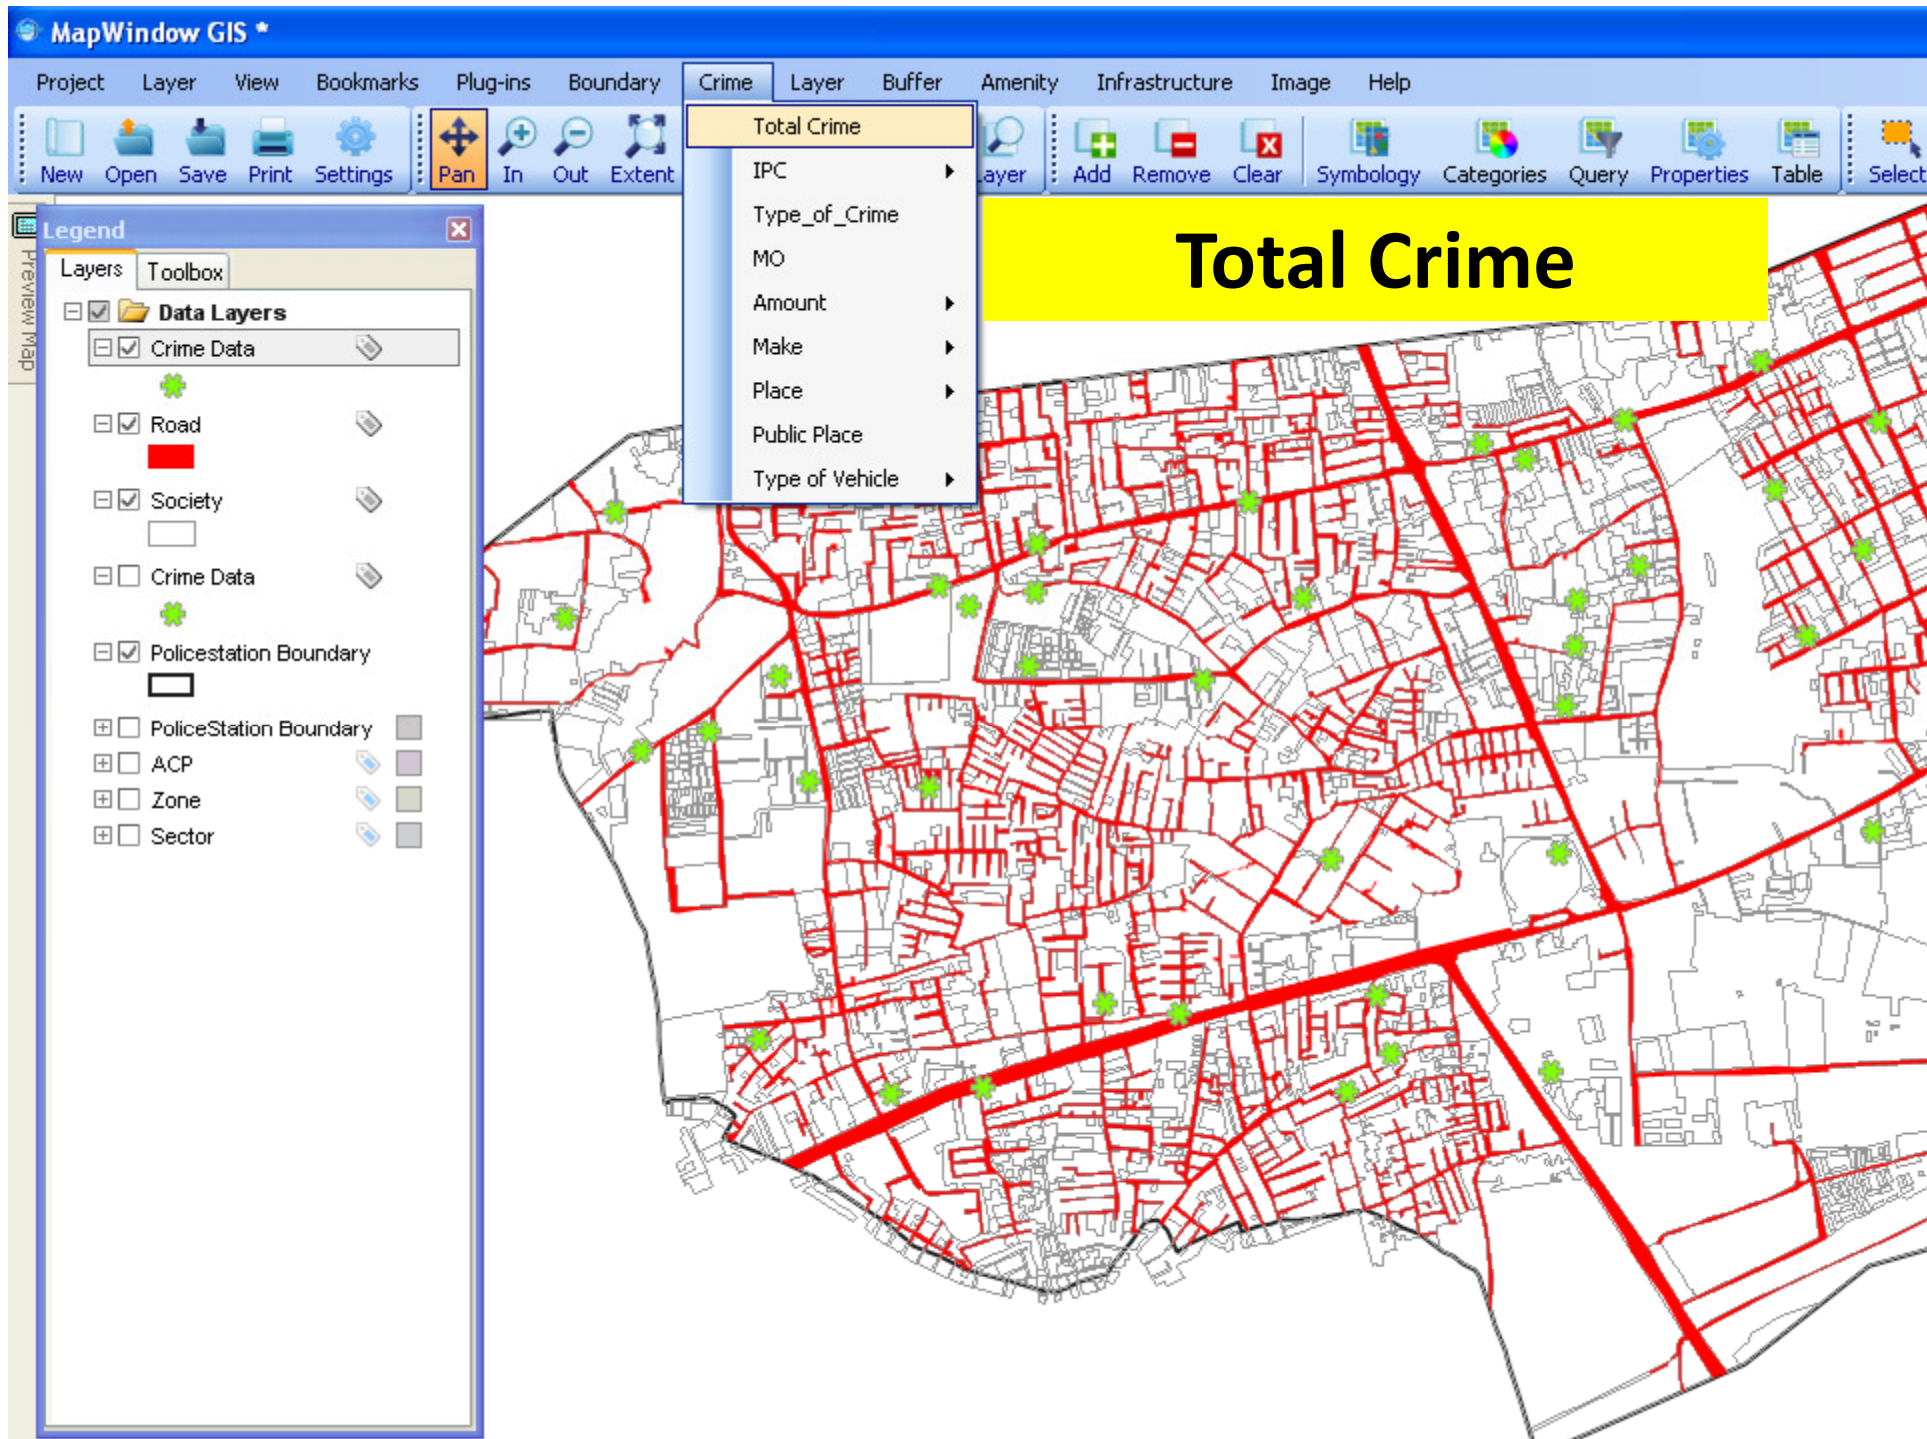 MapWindow GIS *
Project Layer View Bookmarks Plug-ins Boundary Crime Layer Buffer Amenity Infrastructure Image Help
New Open Save Print Settings Pan In Out Extent ayer Add Remove Clear Symbology Categories Query Properties Table Select
Total Crime
IPC
Type_of_Crime
MO
Amount
Make
Place
Public Place
Type of Vehicle
Total Crime
Preview Map
Legend
Layers Toolbox
Data Layers
Crime Data
Road
Society
Crime Data
Policestation Boundary
PoliceStation Boundary
ACP
Zone
Sector